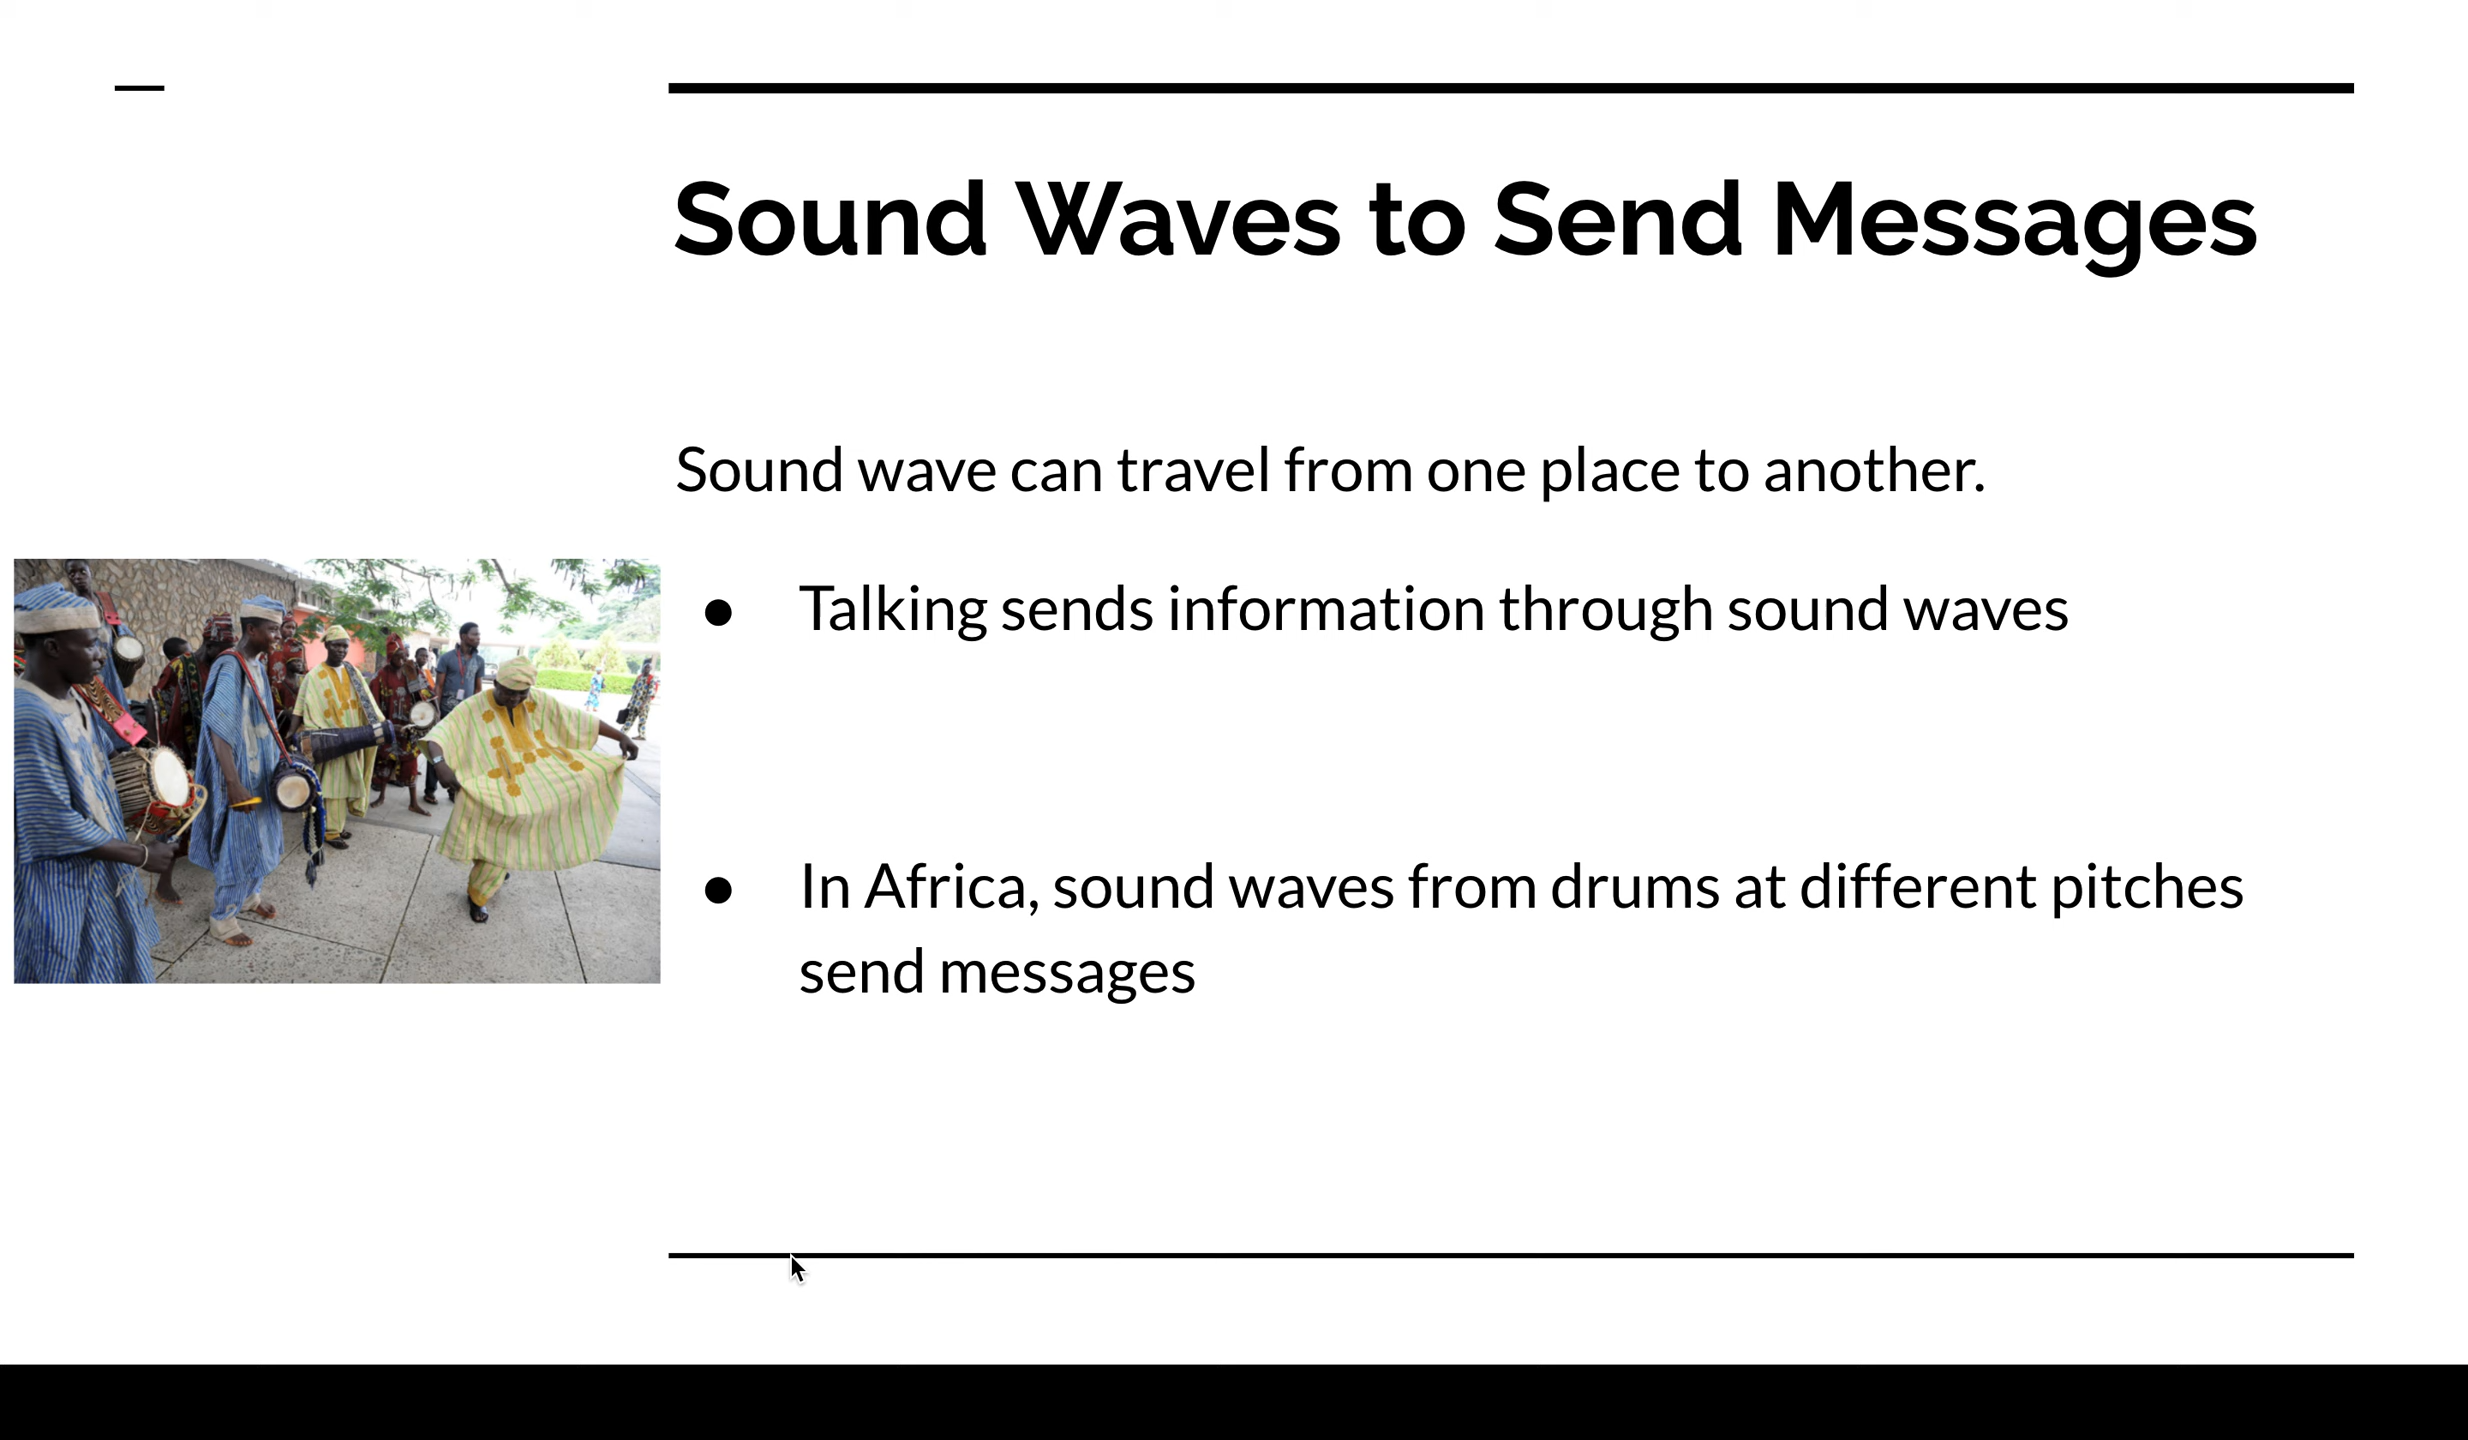 Sound Waves to Send Messages
Sound wave can travel from one place to another.
● Talking sends information through sound waves
● In Africa, sound waves from drums at different pitches
send messages